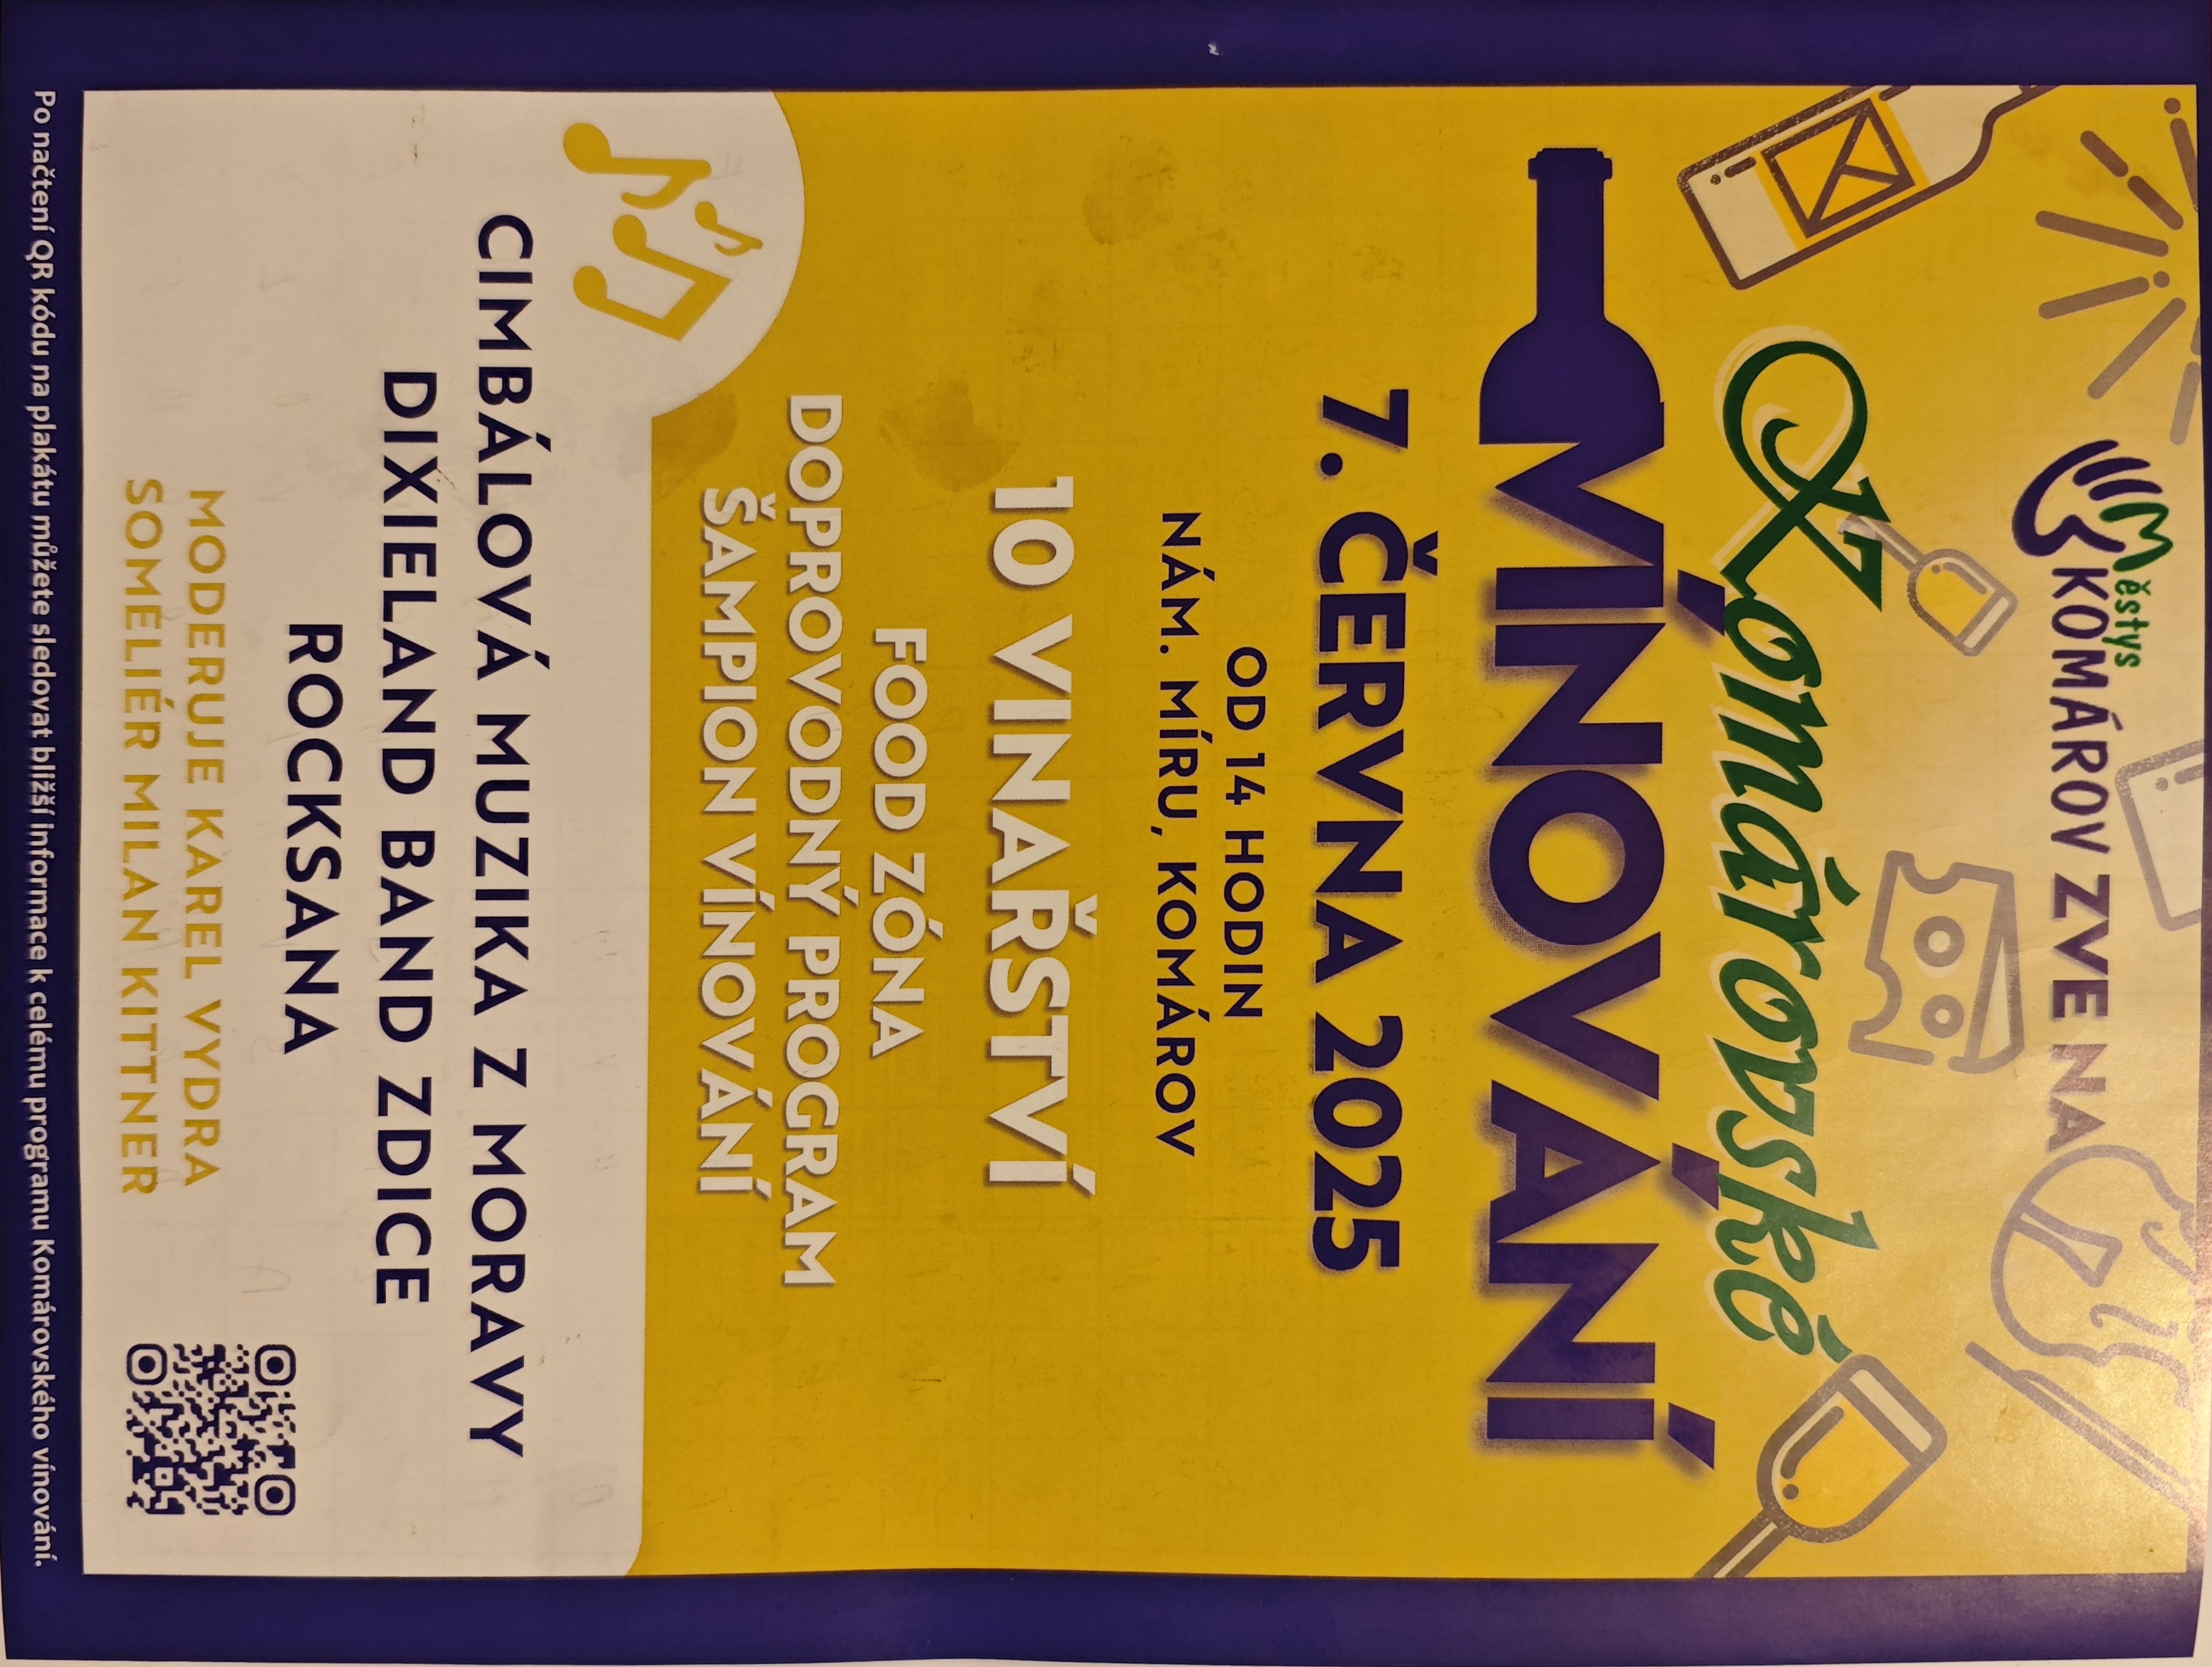 Městys
KOMÁROV ZVE NA
Komárovské
VÍNOVÁNÍ
7. ČERVNA 2025
OD 14 HODIN
NÁM. MÍRU, KOMÁROV
10 VINAŘSTVÍ
FOOD ZÓNA
DOPROVODNÝ PROGRAM
ŠAMPION VÍNOVÁNÍ
CIMBÁLOVÁ MUZIKA Z MORAVY
DIXIELAND BAND ZDICE
ROCKSANA
MODERUJE KAREL VYDRA
SOMELIÉR MILAN KITTNER
Po načtení QR kódu na plakátu můžete sledovat bližší informace k celému programu Komárovského vínování.